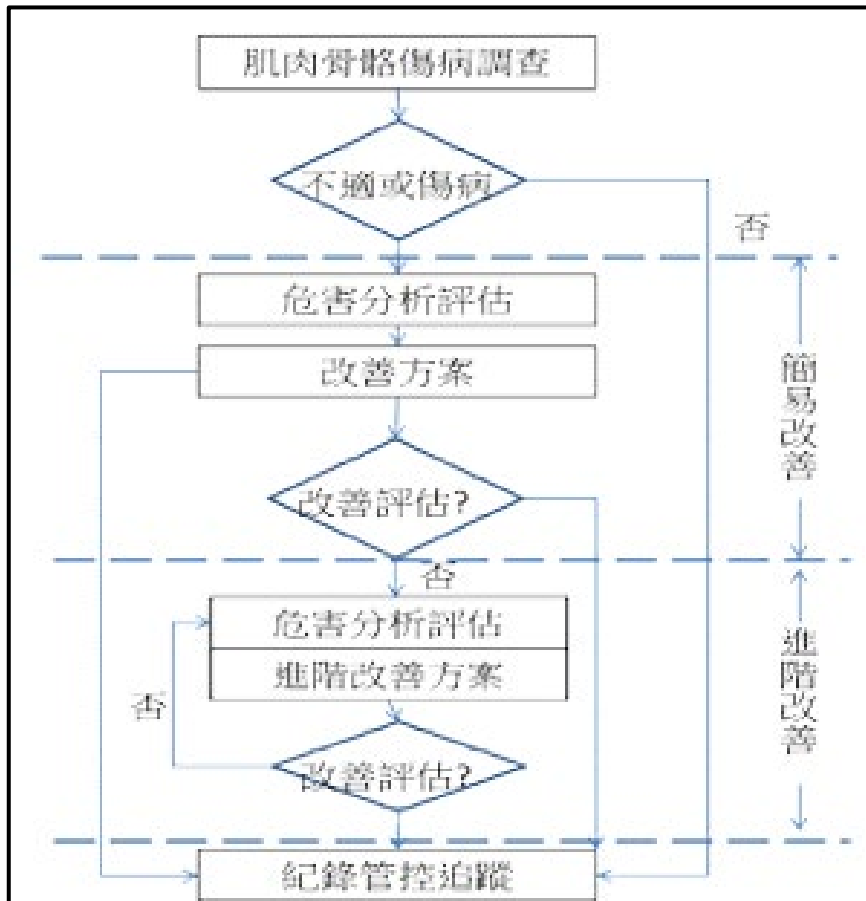 肌肉骨骼傷病調查
不適或傷病
否
危害分析評估
改善方案
簡易改善
改善評估?
否
危害分析評估
進階改善方案
進階改善
否
改善評估?
紀錄管控追蹤